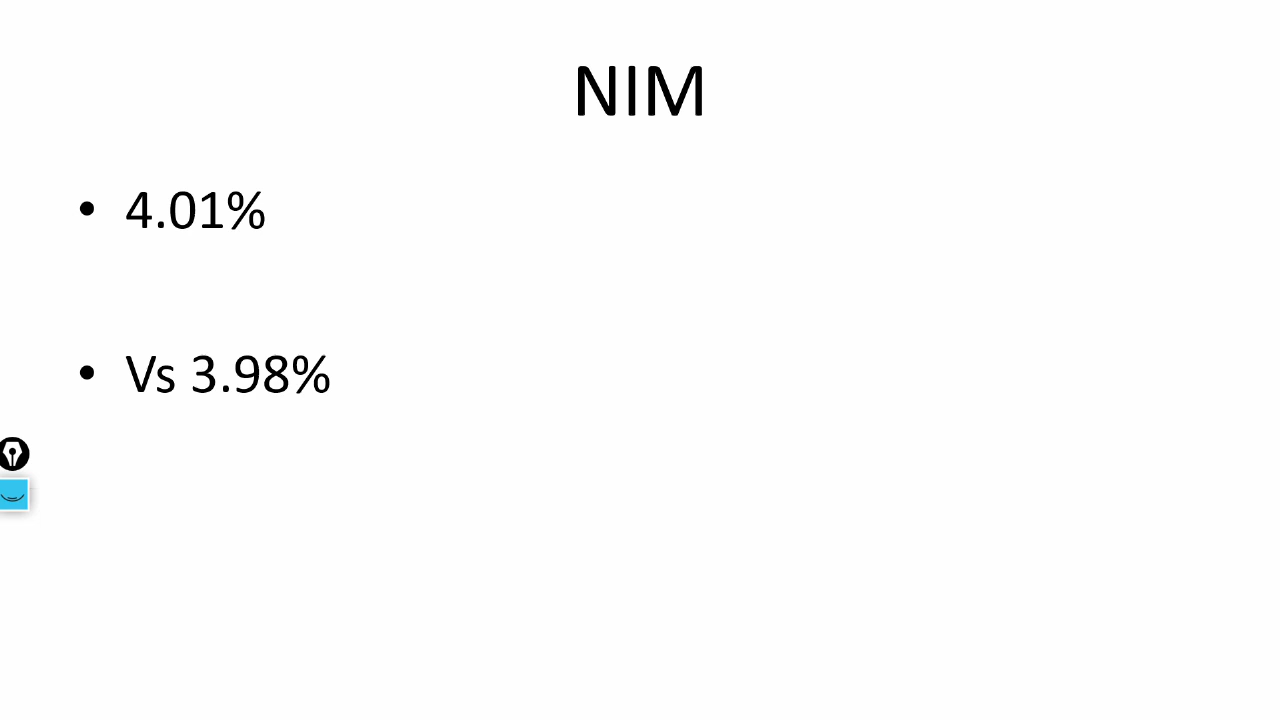 NIM
• 4.01%
• Vs 3.98%